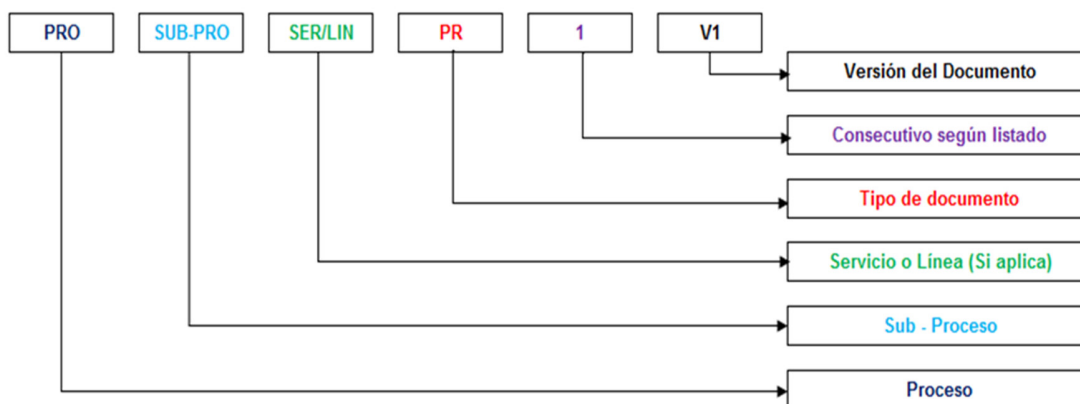 PRO SUB-PRO SER/LIN PR 1 V1
Versión del Documento
Consecutivo según listado
Tipo de documento
Servicio o Línea (Si aplica)
Sub - Proceso
Proceso